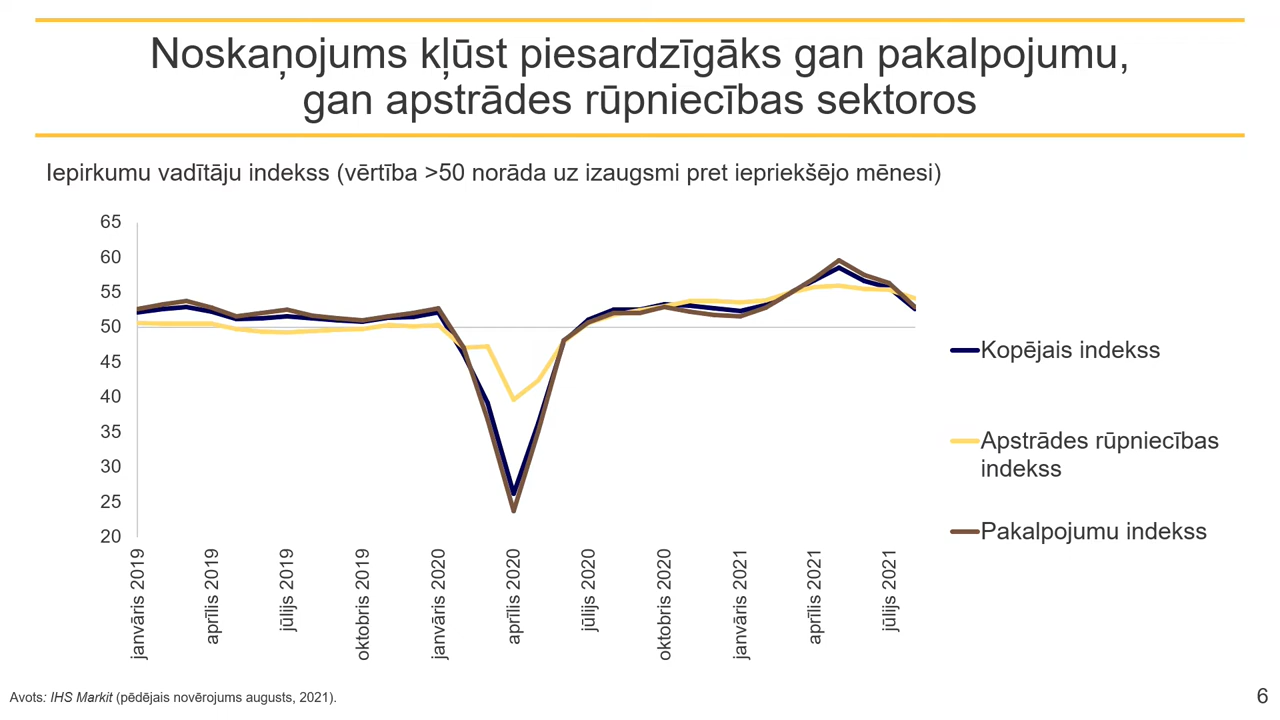 Noskaņojums kļūst piesardzīgāks gan pakalpojumu,
gan apstrādes rūpniecības sektoros
Iepirkumu vadītāju indekss (vērtība >50 norāda uz izaugsmi pret iepriekšējo mēnesi)
65
60
55
50
45
40
35
30
25
20
janvāris 2019
aprīlis 2019
jūlijs 2019
oktobris 2019
janvāris 2020
aprīlis 2020
jūlijs 2020
oktobris 2020
janvāris 2021
aprīlis 2021
jūlijs 2021
Kopējais indekss
Apstrādes rūpniecības
indekss
Pakalpojumu indekss
Avots: IHS Markit (pēdējais novērojums augusts, 2021).
6